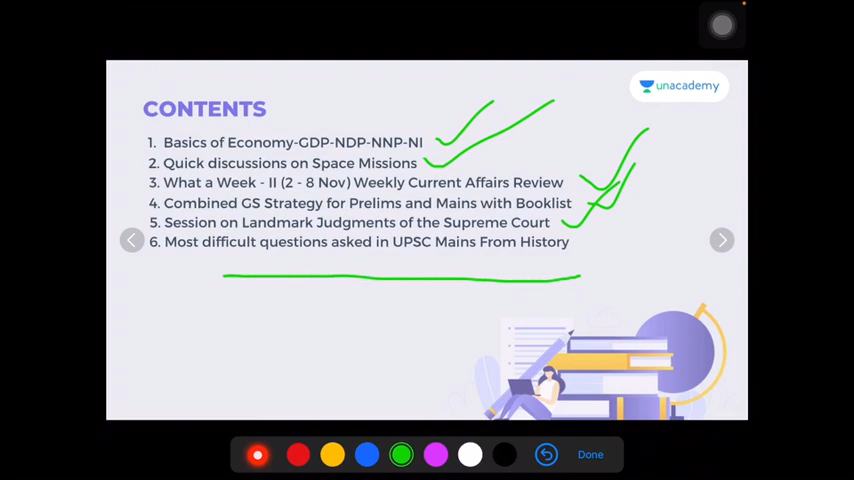 unacademy
CONTENTS
1. Basics of Economy-GDP-NDP-NNP-NI
2. Quick discussions on Space Missions
3. What a Week - II (2 - 8 Nov) Weekly Current Affairs Review
4. Combined GS Strategy for Prelims and Mains with Booklist
5. Session on Landmark Judgments of the Supreme Court
6. Most difficult questions asked in UPSC Mains From History
Done